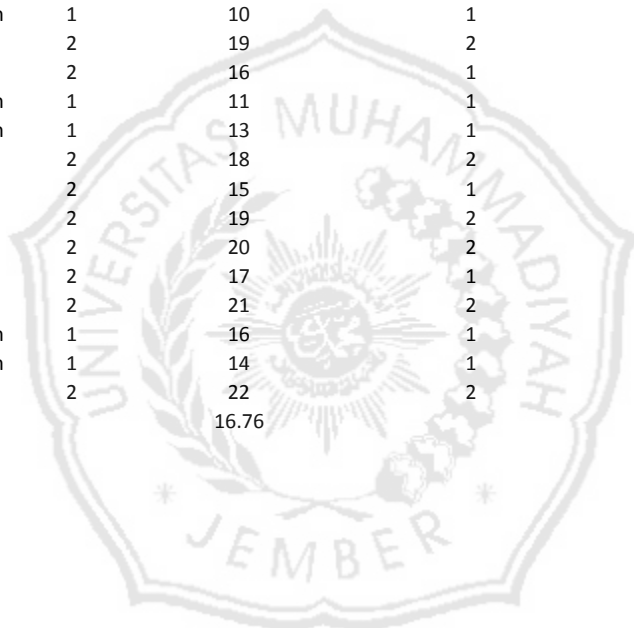 n 1 10 1
2 19 2
2 16 1
n 1 11 1
n 1 13 1
2 18 2
2 15 1
2 19 2
2 20 2
2 17 1
2 21 2
n 1 16 1
n 1 14 1
2 22 2
16.76
UNIVERSITAS MUHAMMADIYAH
JEMBER